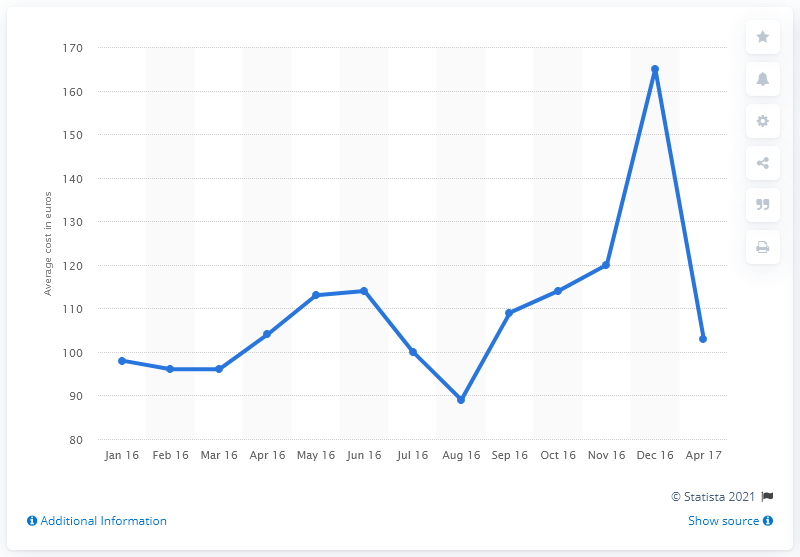 170
160
150
140
130
120
110
100
90
80
Average cost in euros
Jan 16 Feb 16 Mar 16 Apr 16 May 16 Jun 16 Jul 16 Aug 16 Sep 16 Oct 16 Nov 16 Dec 16 Apr 17
© Statista 2021
Additional Information
Show source